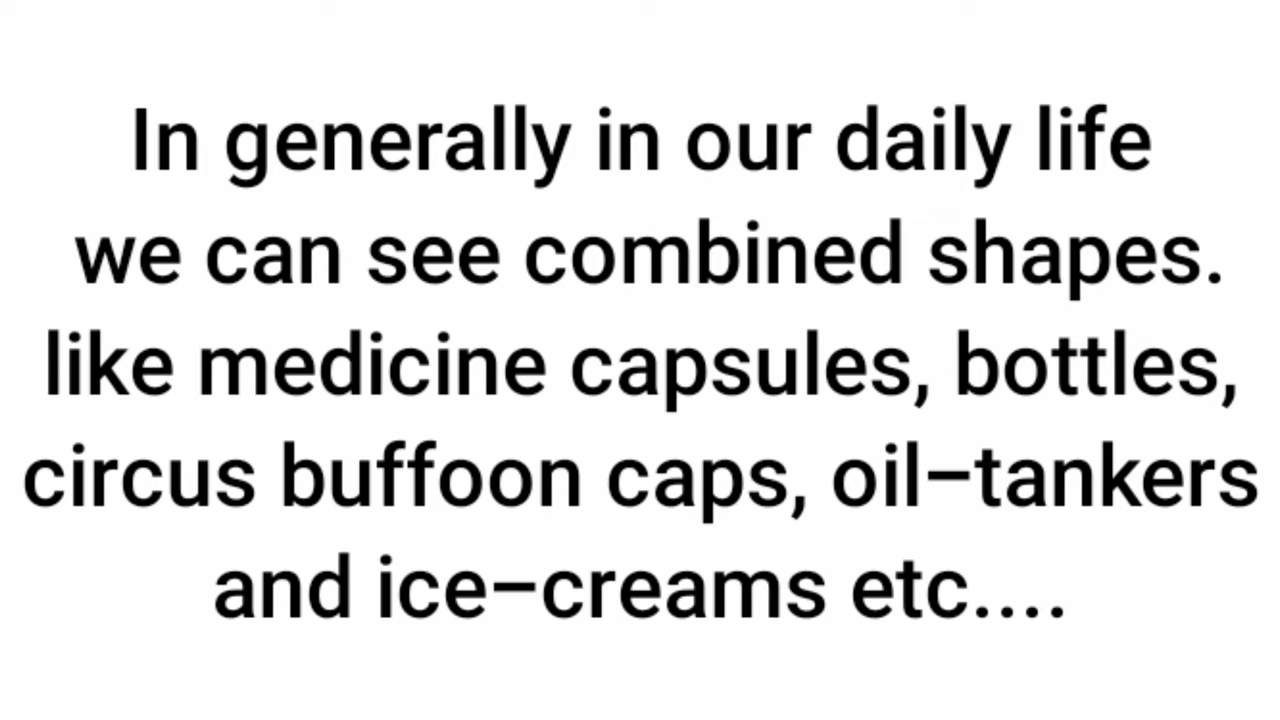 In generally in our daily life
we can see combined shapes.
like medicine capsules, bottles,
circus buffoon caps, oil–tankers
and ice–creams etc....